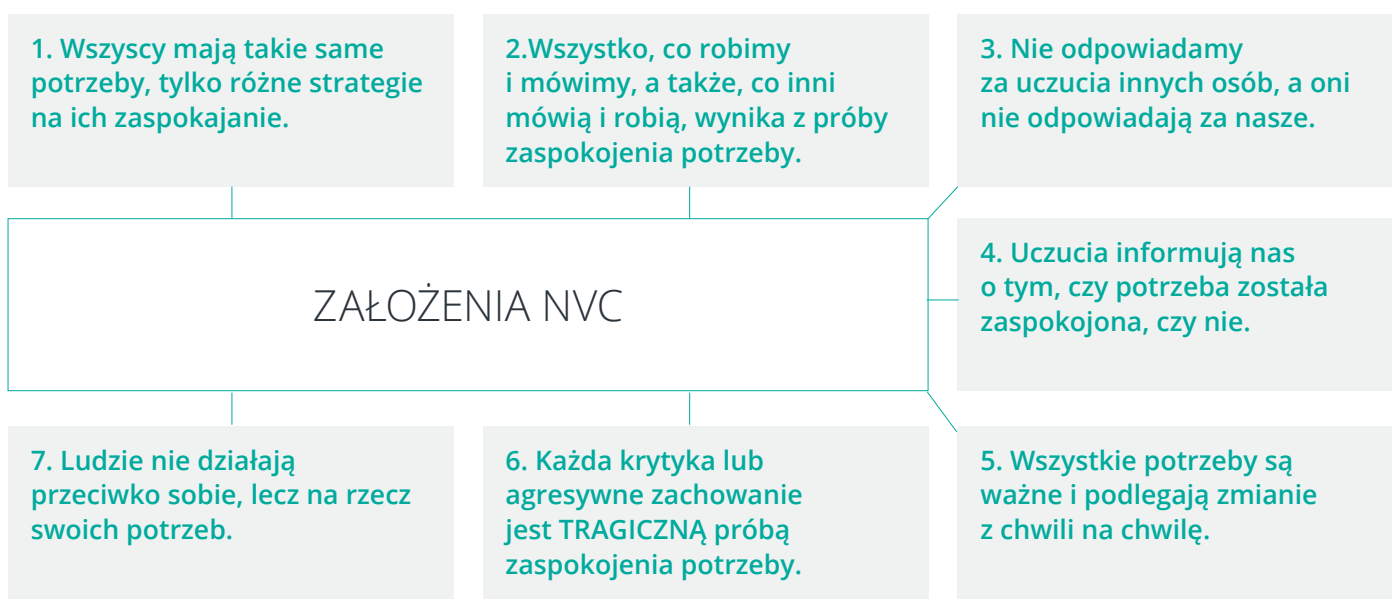 1. Wszyscy mają takie same
potrzeby, tylko różne strategie
na ich zaspokajanie.
2.Wszystko, co robimy
i mówimy, a także, co inni
mówią i robią, wynika z próby
zaspokojenia potrzeby.
3. Nie odpowiadamy
za uczucia innych osób, a oni
nie odpowiadają za nasze.
ZAŁOŻENIA NVC
4. Uczucia informują nas
o tym, czy potrzeba została
zaspokojona, czy nie.
7. Ludzie nie działają
przeciwko sobie, lecz na rzecz
swoich potrzeb.
6. Każda krytyka lub
agresywne zachowanie
jest TRAGICZNĄ próbą
zaspokojenia potrzeby.
5. Wszystkie potrzeby są
ważne i podlegają zmianie
z chwili na chwilę.